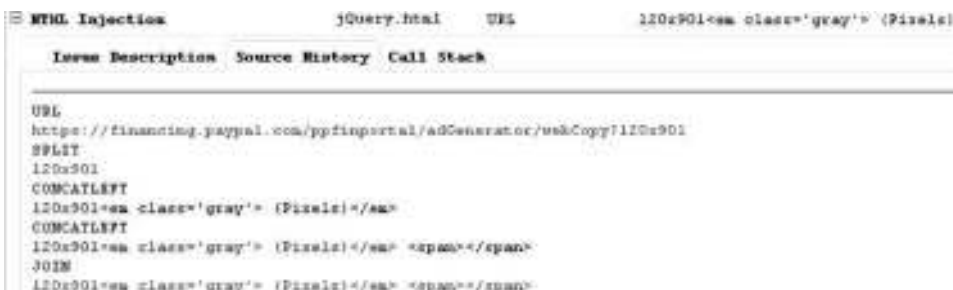 HTML Injection jQuery.html URL 120x901<em class='gray'> (Pixels)
Issue Description Source History Call Stack
URL
https://financing.paypal.com/ppfinportal/adGenerator/webCopy?120x901
SPLIT
120x901
CONCATLEFT
120x901<em class='gray'> (Pixels)</em>
CONCATLEFT
120x901<em class='gray'> (Pixels)</em> <span></span>
JOIN
120x901<em class='gray'> (Pixels)</em> <span></span>